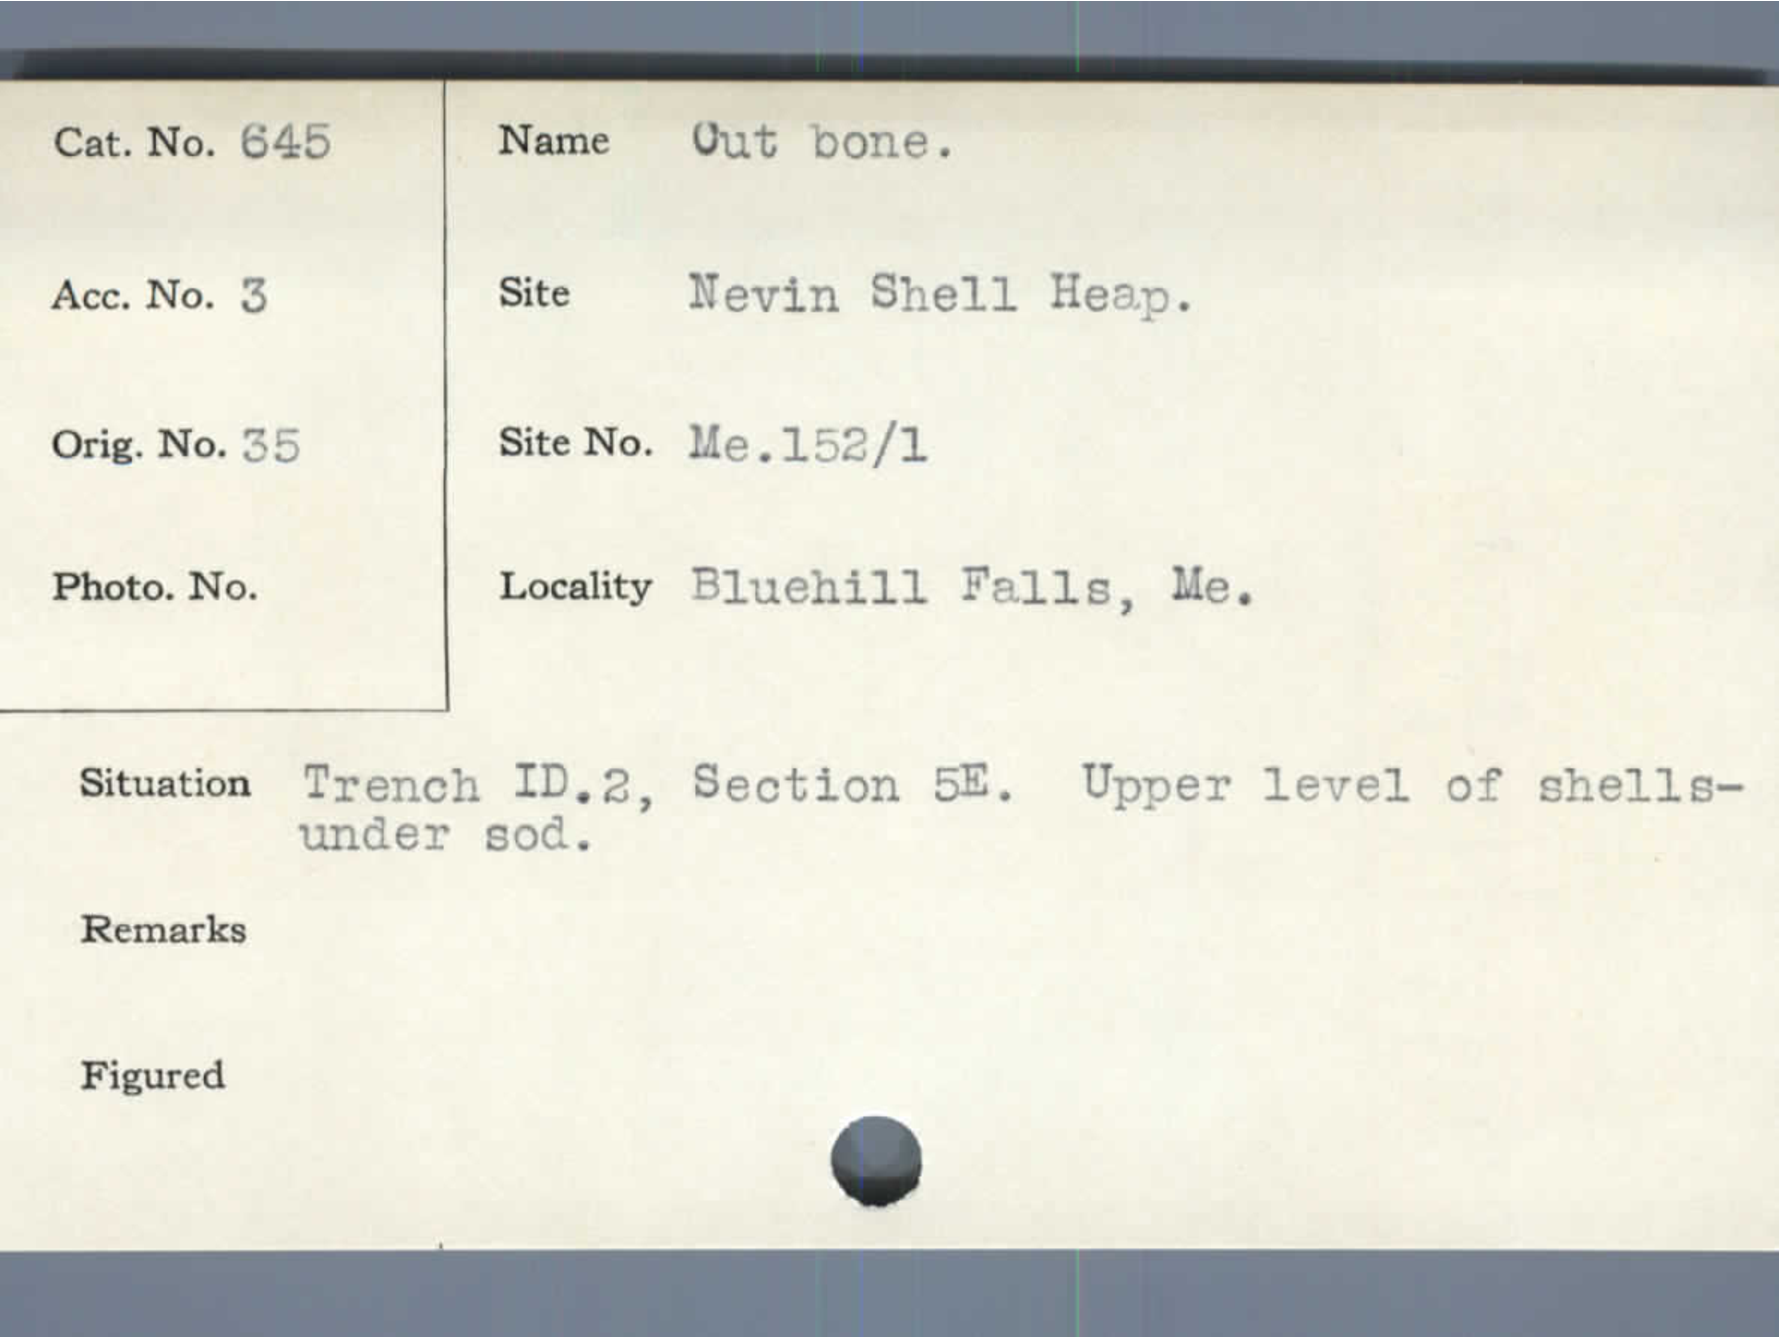 Cat. No. 645
Name Cut bone.
Acc. No. 3
Site Nevin Shell Heap.
Orig. No. 35
Site No. Me.152/1
Photo. No.
Locality Bluehill Falls, Me.
Situation Trench ID.2, Section 5E. Upper level of shells-
under sod.
Remarks
Figured